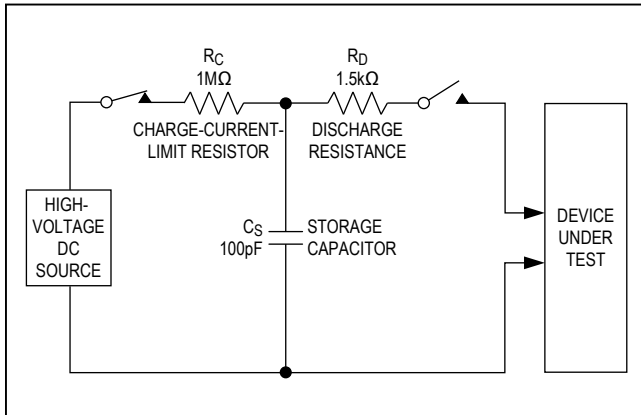 RC
1MΩ
CHARGE-CURRENT-
LIMIT RESISTOR
RD
1.5kΩ
DISCHARGE
RESISTANCE
HIGH-
VOLTAGE
DC
SOURCE
CS
100pF
STORAGE
CAPACITOR
DEVICE
UNDER
TEST